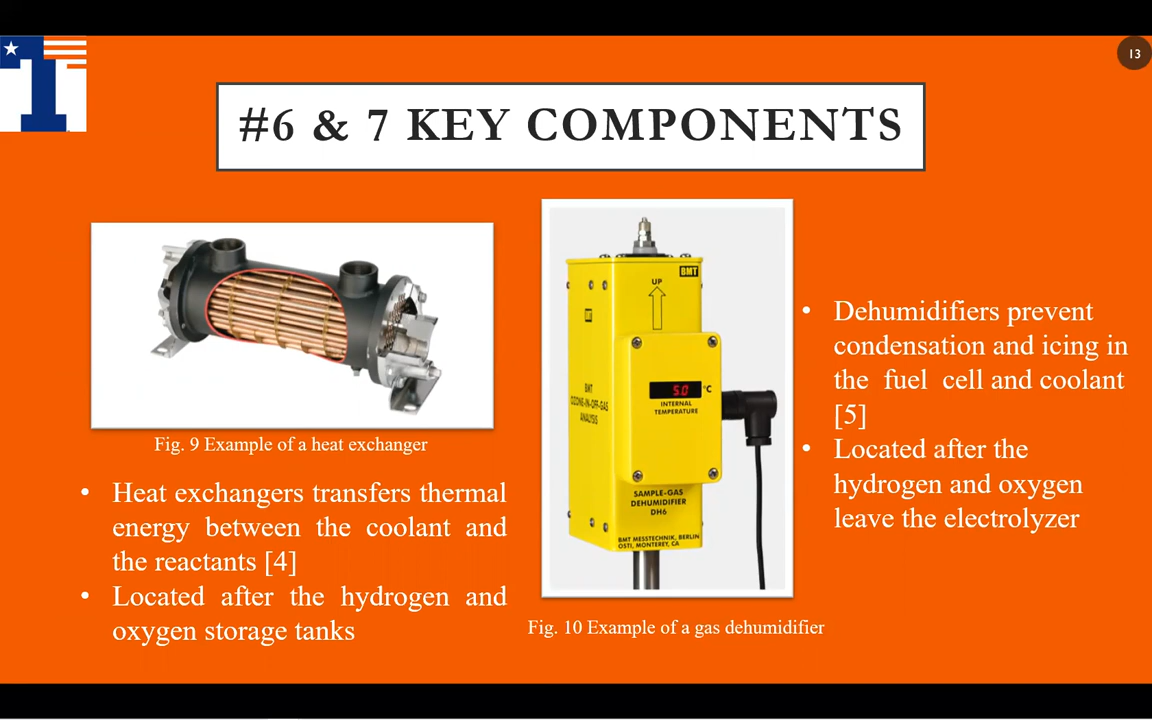 13
#6 & 7 KEY COMPONENTS
Fig. 9 Example of a heat exchanger
• Heat exchangers transfers thermal
energy between the coolant and
the reactants [4]
• Located after the hydrogen and
oxygen storage tanks
BMT
UP
BMT
OZONE-IN-OFF-GAS
ANALYSIS
5.0 °C
INTERNAL
TEMPERATURE
SAMPLE-GAS
DEHUMIDIFIER
DH6
BMT MESSTECHNIK, BERLIN
OSTI, MONTEREY, CA
Fig. 10 Example of a gas dehumidifier
• Dehumidifiers prevent
condensation and icing in
the fuel cell and coolant
[5]
• Located after the
hydrogen and oxygen
leave the electrolyzer